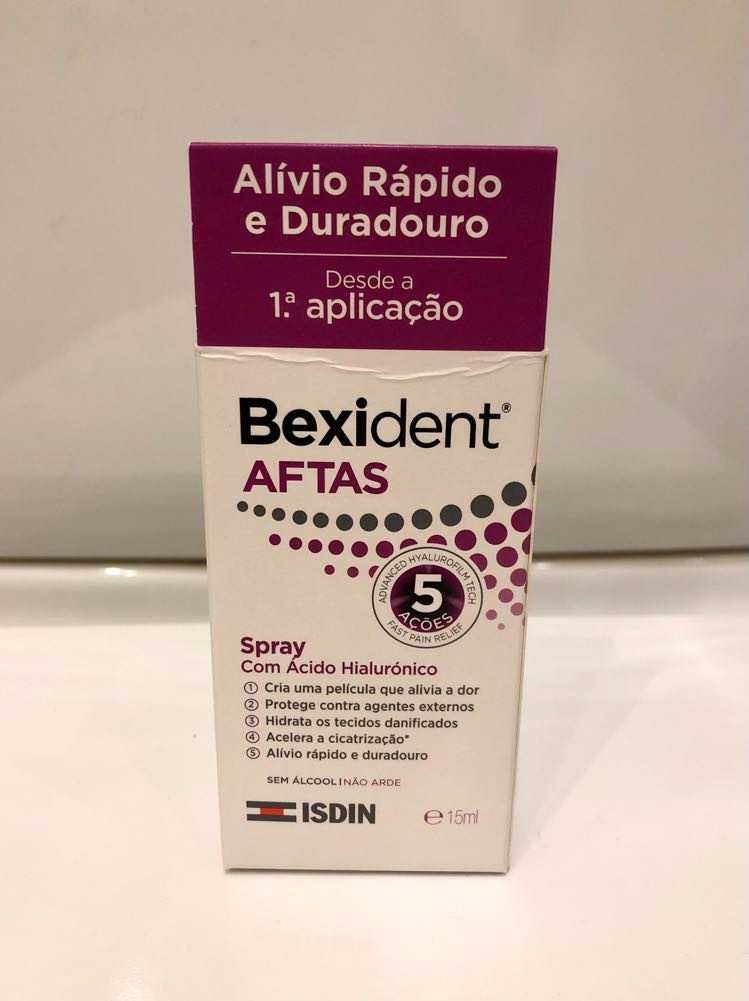 Alívio Rápido
e Duradouro
Desde a
1.ª aplicação
Bexident®
AFTAS
ADVANCED HYALUROFILM TECH
5
AÇÕES
FAST PAIN RELIEF
Spray
Com Ácido Hialurónico
1 Cria uma película que alivia a dor
2 Protege contra agentes externos
3 Hidrata os tecidos danificados
4 Acelera a cicatrização*
5 Alívio rápido e duradouro
SEM ÁLCOOL | NÃO ARDE
ISDIN
℮ 15ml